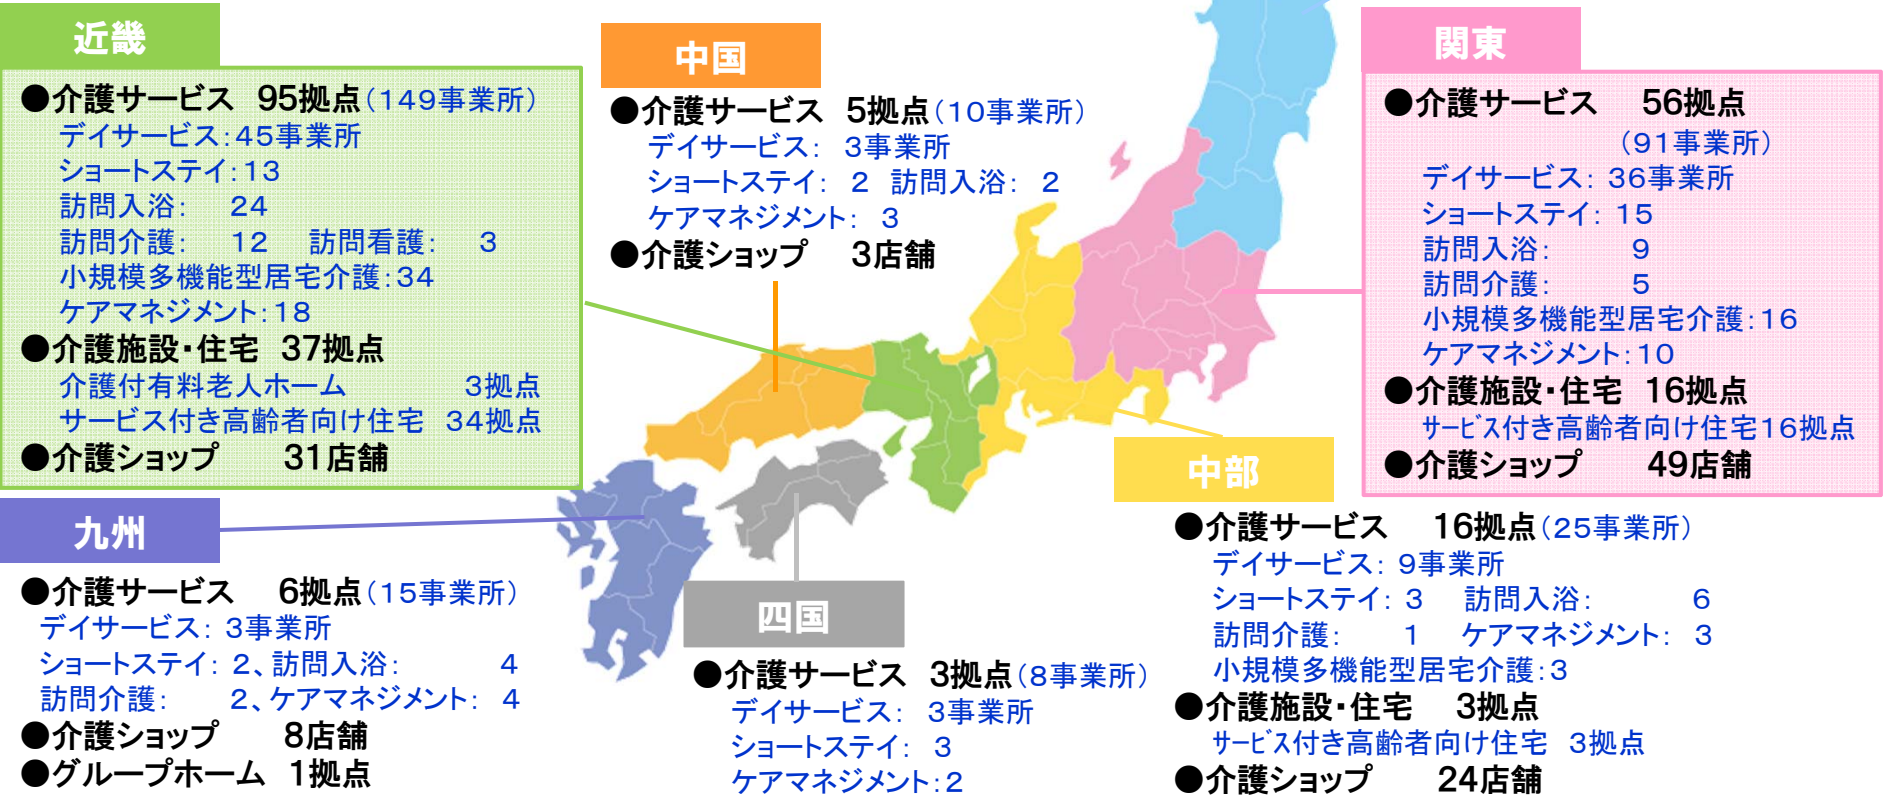 近畿
●介護サービス 95拠点(149事業所)
デイサービス:45事業所
ショートステイ:13
訪問入浴: 24
訪問介護: 12 訪問看護: 3
小規模多機能型居宅介護:34
ケアマネジメント:18
●介護施設・住宅 37拠点
介護付有料老人ホーム 3拠点
サービス付き高齢者向け住宅 34拠点
●介護ショップ 31店舗
中国
●介護サービス 5拠点(10事業所)
デイサービス: 3事業所
ショートステイ: 2 訪問入浴: 2
ケアマネジメント: 3
●介護ショップ 3店舗
関東
●介護サービス 56拠点
(91事業所)
デイサービス: 36事業所
ショートステイ: 15
訪問入浴: 9
訪問介護: 5
小規模多機能型居宅介護:16
ケアマネジメント:10
●介護施設・住宅 16拠点
サービス付き高齢者向け住宅16拠点
●介護ショップ 49店舗
九州
●介護サービス 6拠点(15事業所)
デイサービス: 3事業所
ショートステイ: 2、訪問入浴: 4
訪問介護: 2、ケアマネジメント: 4
●介護ショップ 8店舗
●グループホーム 1拠点
四国
●介護サービス 3拠点(8事業所)
デイサービス: 3事業所
ショートステイ: 3
ケアマネジメント:2
中部
●介護サービス 16拠点(25事業所)
デイサービス: 9事業所
ショートステイ: 3 訪問入浴: 6
訪問介護: 1 ケアマネジメント: 3
小規模多機能型居宅介護:3
●介護施設・住宅 3拠点
サービス付き高齢者向け住宅 3拠点
●介護ショップ 24店舗